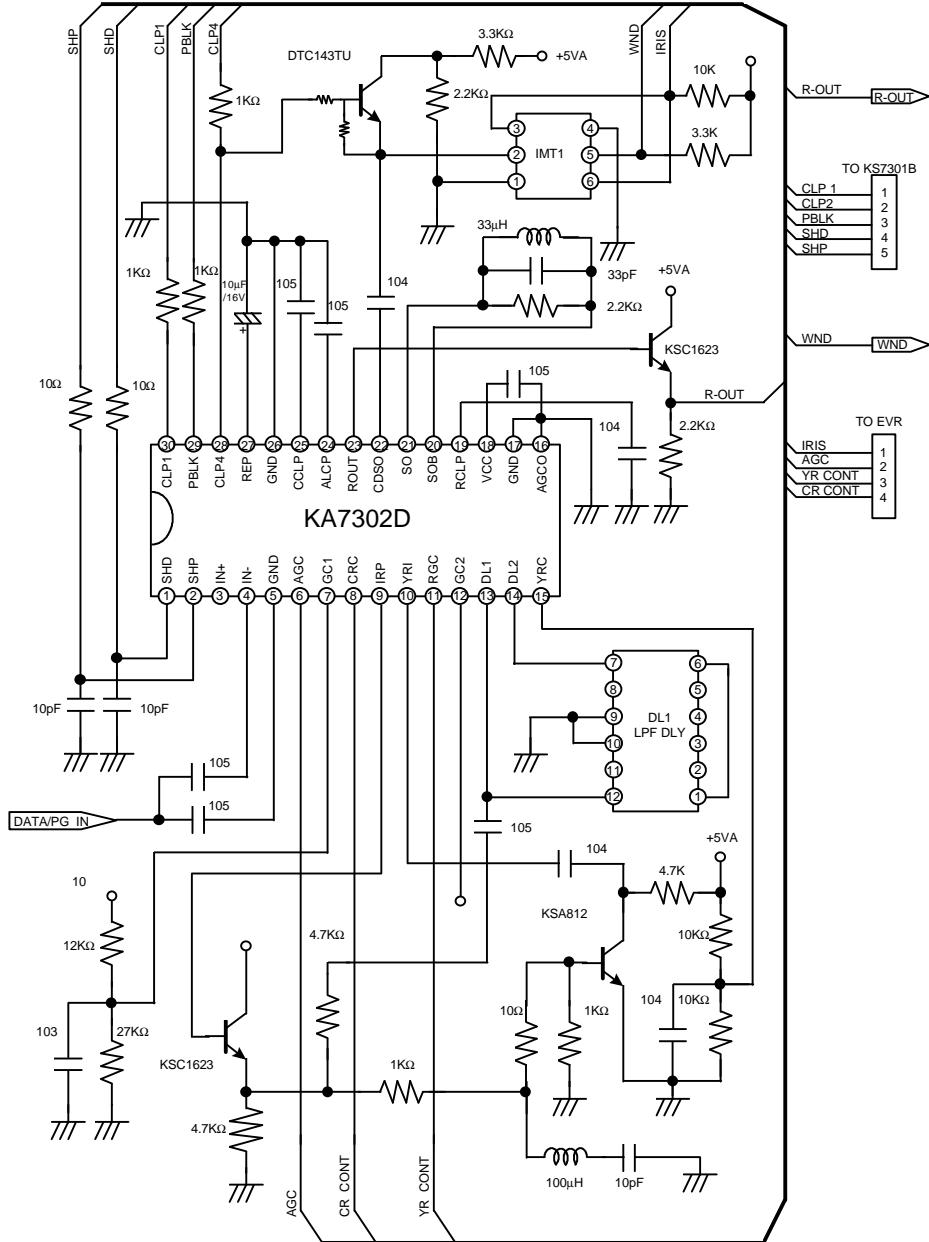 SHP
SHD
CLP1
PBLK
CLP4
WND
IRIS
3.3KΩ
DTC143TU
+5VA
10K
R-OUT
R-OUT
1KΩ
2.2KΩ
3
4
IMT1
2
5
1
6
3.3K
TO KS7301B
CLP 1
1
CLP2
2
PBLK
3
SHD
4
SHP
5
33µH
33pF
2.2KΩ
+5VA
1KΩ
1KΩ
10µF
/16V
+
105
105
104
KSC1623
WND
WND
10Ω
10Ω
105
R-OUT
104
2.2KΩ
TO EVR
IRIS
1
AGC
2
YR CONT
3
CR CONT
4
30 29 28 27 26 25 24 23 22 21 20 19 18 17 16
CLP1 PBLK CLP4 REP GND CCLP ALCP ROUT CDSO SO SOB RCLP VCC GND AGCO
KA7302D
SHD SHP IN+ IN- GND AGC GC1 CRC IRP YRI RGC GC2 DL1 DL2 YRC
1 2 3 4 5 6 7 8 9 10 11 12 13 14 15
10pF
10pF
7
6
8
5
9
4
DL1
LPF DLY
10
3
11
2
12
1
105
105
DATA/PG IN
105
104
+5VA
4.7K
10
KSA812
12KΩ
4.7KΩ
10KΩ
103
27KΩ
KSC1623
10Ω
1KΩ
104
10KΩ
1KΩ
4.7KΩ
100µH
10pF
AGC
CR CONT
YR CONT